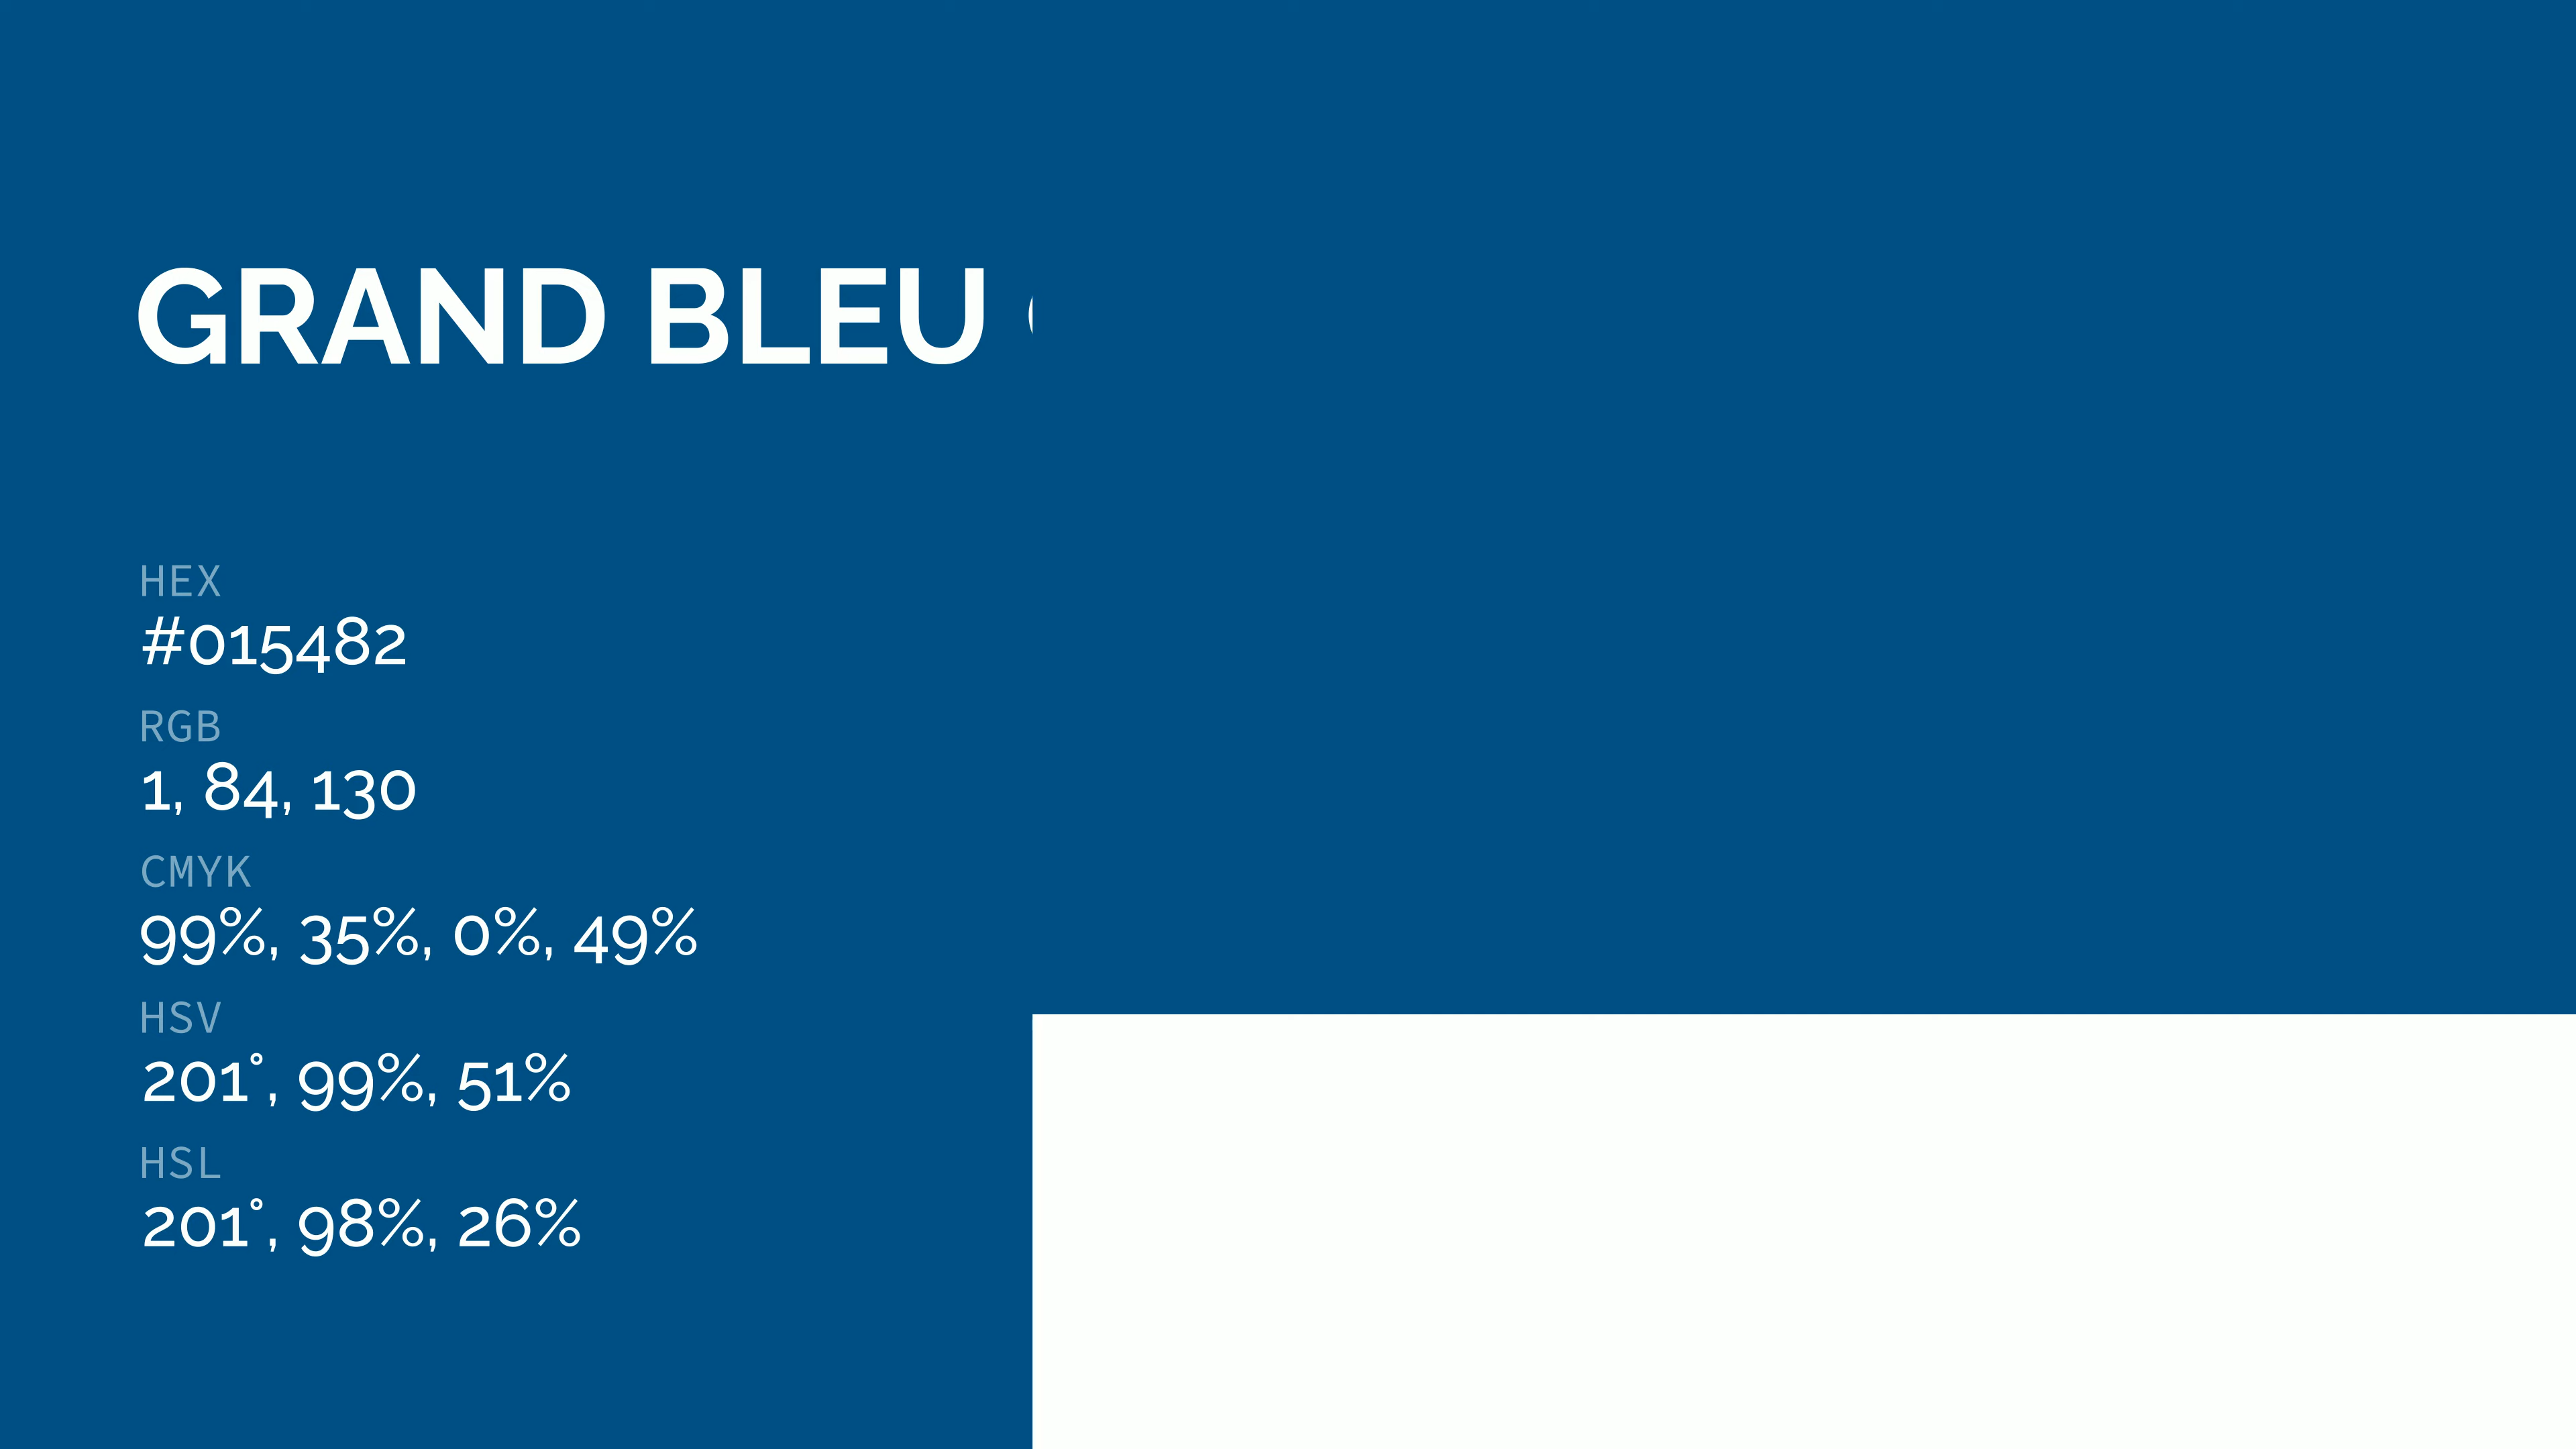 GRAND BLEU
HEX
#015482
RGB
1, 84, 130
CMYK
99%, 35%, 0%, 49%
HSV
201°, 99%, 51%
HSL
201°, 98%, 26%